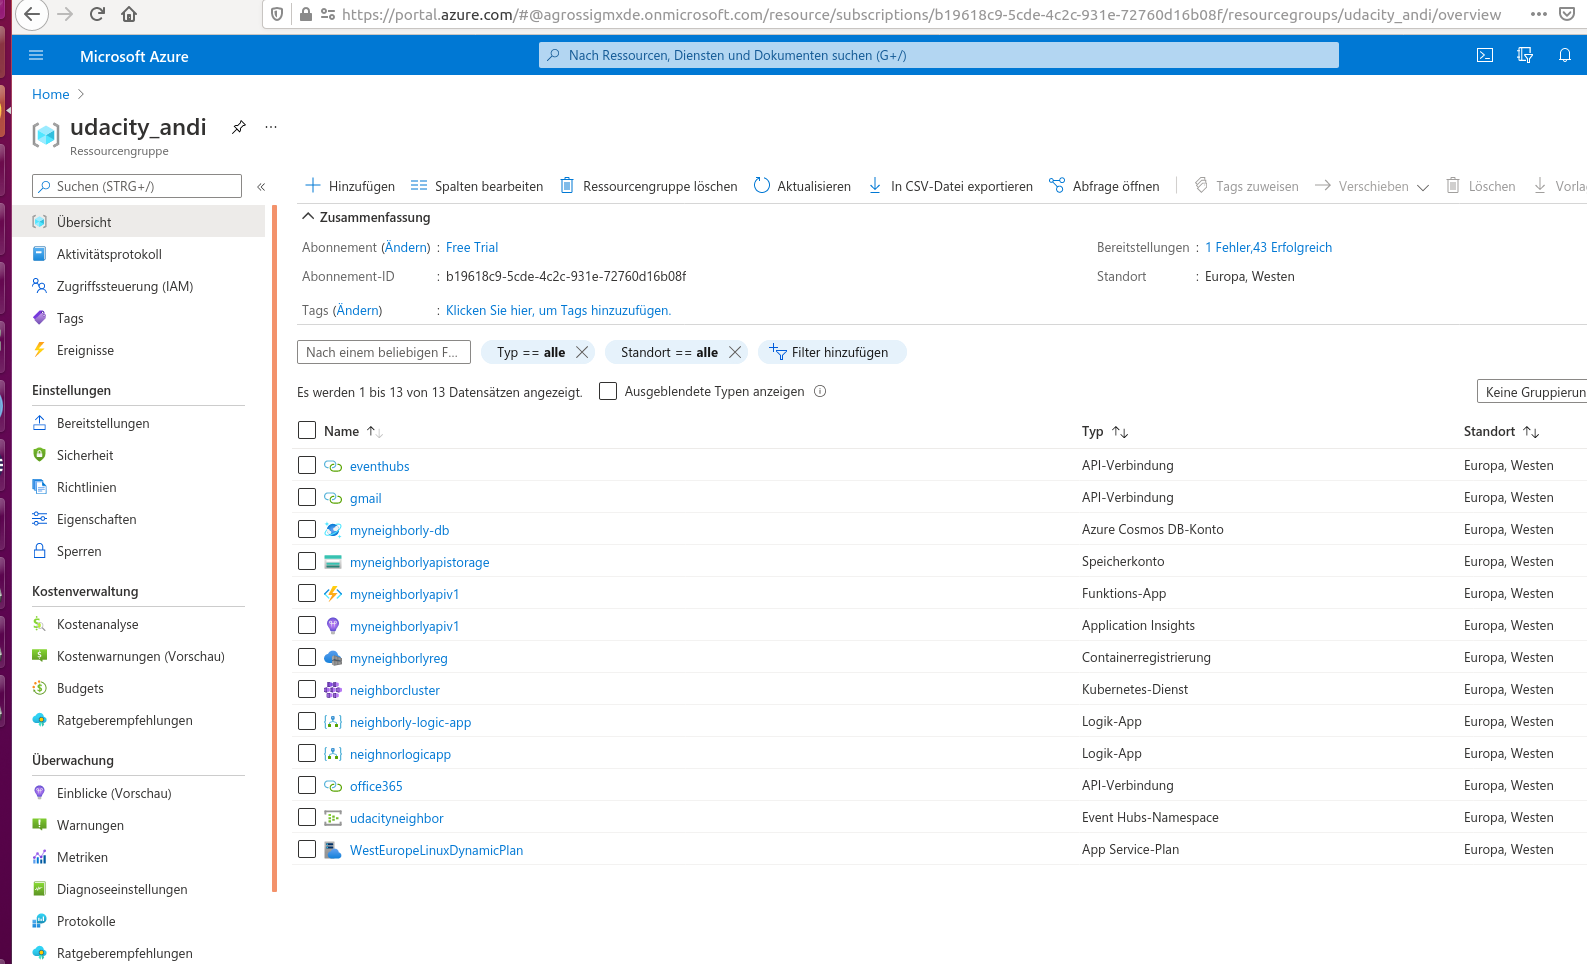 https://portal.azure.com/#@agrossigmxde.onmicrosoft.com/resource/subscriptions/b19618c9-5cde-4c2c-931e-72760d16b08f/resourcegroups/udacity_andi/overview
Microsoft Azure
Nach Ressourcen, Diensten und Dokumenten suchen (G+/)
Home
udacity_andi
Ressourcengruppe
Suchen (STRG+/)
Hinzufügen Spalten bearbeiten Ressourcengruppe löschen Aktualisieren In CSV-Datei exportieren Abfrage öffnen Tags zuweisen Verschieben Löschen Vorla
Übersicht
Aktivitätsprotokoll
Zugriffssteuerung (IAM)
Tags
Ereignisse
Einstellungen
Bereitstellungen
Sicherheit
Richtlinien
Eigenschaften
Sperren
Kostenverwaltung
Kostenanalyse
Kostenwarnungen (Vorschau)
Budgets
Ratgeberempfehlungen
Überwachung
Einblicke (Vorschau)
Warnungen
Metriken
Diagnoseeinstellungen
Protokolle
Ratgeberempfehlungen
Zusammenfassung
Abonnement (Ändern) : Free Trial
Abonnement-ID : b19618c9-5cde-4c2c-931e-72760d16b08f
Tags (Ändern) : Klicken Sie hier, um Tags hinzuzufügen.
Bereitstellungen : 1 Fehler,43 Erfolgreich
Standort : Europa, Westen
Nach einem beliebigen F... Typ == alle Standort == alle Filter hinzufügen
Es werden 1 bis 13 von 13 Datensätzen angezeigt. Ausgeblendete Typen anzeigen Keine Gruppierun
Name Typ Standort
eventhubs API-Verbindung Europa, Westen
gmail API-Verbindung Europa, Westen
myneighborly-db Azure Cosmos DB-Konto Europa, Westen
myneighborlyapistorage Speicherkonto Europa, Westen
myneighborlyapiv1 Funktions-App Europa, Westen
myneighborlyapiv1 Application Insights Europa, Westen
myneighborlyreg Containerregistrierung Europa, Westen
neighborcluster Kubernetes-Dienst Europa, Westen
neighborly-logic-app Logik-App Europa, Westen
neighnorlogicapp Logik-App Europa, Westen
office365 API-Verbindung Europa, Westen
udacityneighbor Event Hubs-Namespace Europa, Westen
WestEuropeLinuxDynamicPlan App Service-Plan Europa, Westen